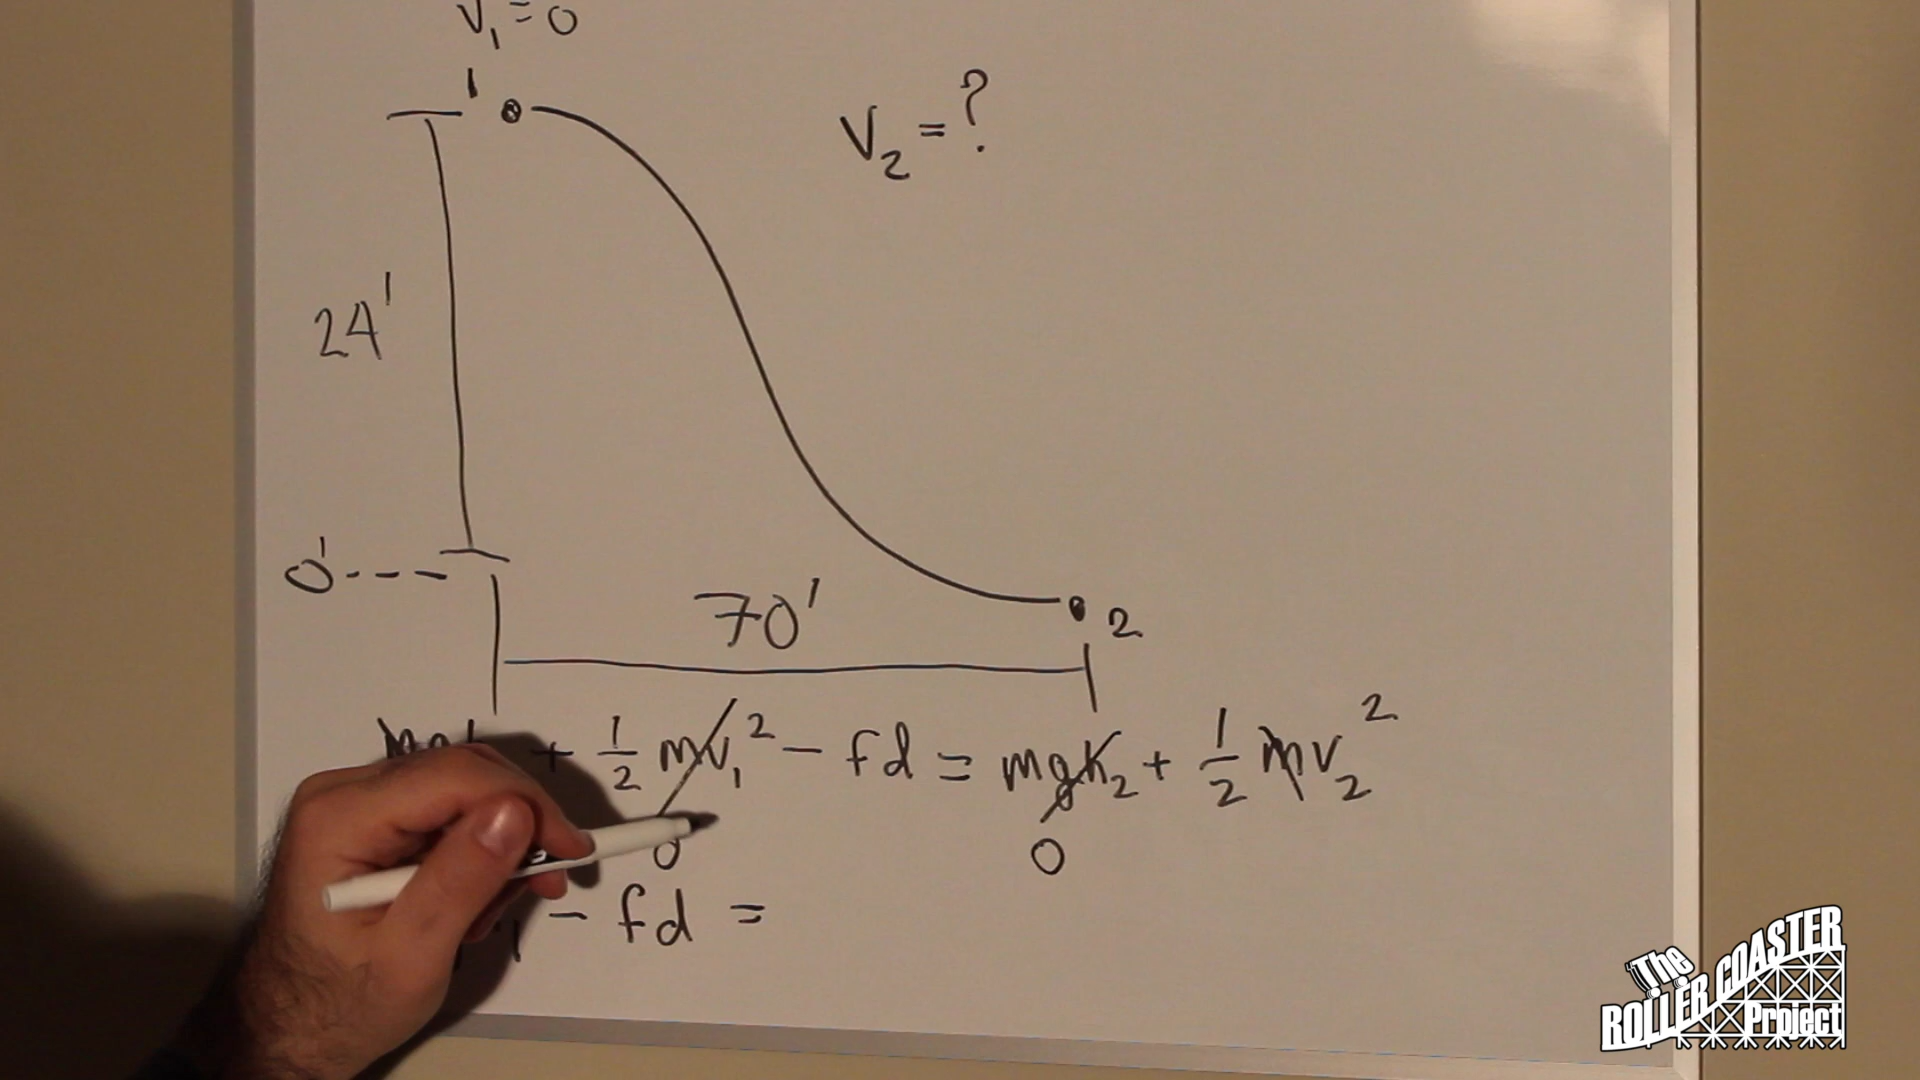 V₁ = 0
1
V₂ = ?
24'
0'
70'
2
+ 1/2 mv₁² - fd = mgh₂ + 1/2 mv₂²
0
0
- fd =
The
ROLLER COASTER
Project